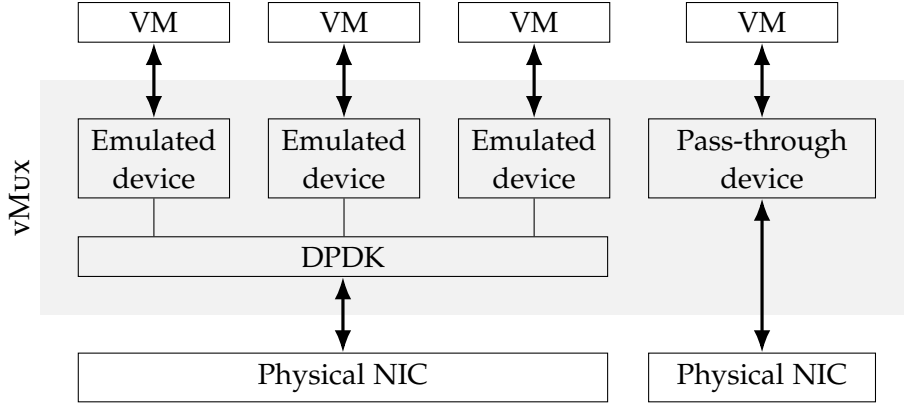 VM VM VM VM
vMux
Emulated Emulated Emulated Pass-through
device device device device
DPDK
Physical NIC Physical NIC